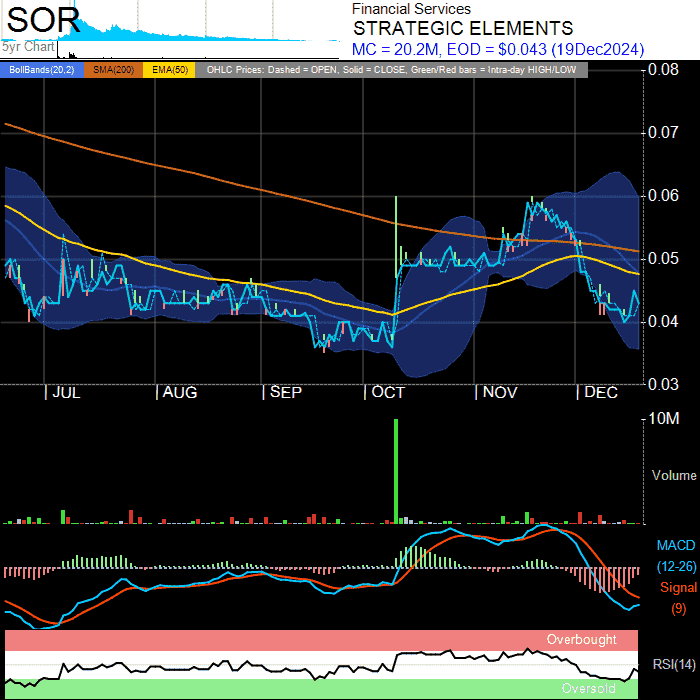 SOR
5yr Chart
Financial Services
STRATEGIC ELEMENTS
MC = 20.2M, EOD = $0.043 (19Dec2024)
BollBands(20,2) SMA(200) EMA(50) OHLC Prices: Dashed = OPEN, Solid = CLOSE, Green/Red bars = Intra-day HIGH/LOW
0.08
0.07
0.06
0.05
0.04
0.03
JUL AUG SEP OCT NOV DEC
10M
Volume
MACD
(12-26)
Signal
(9)
Overbought
RSI(14)
Oversold